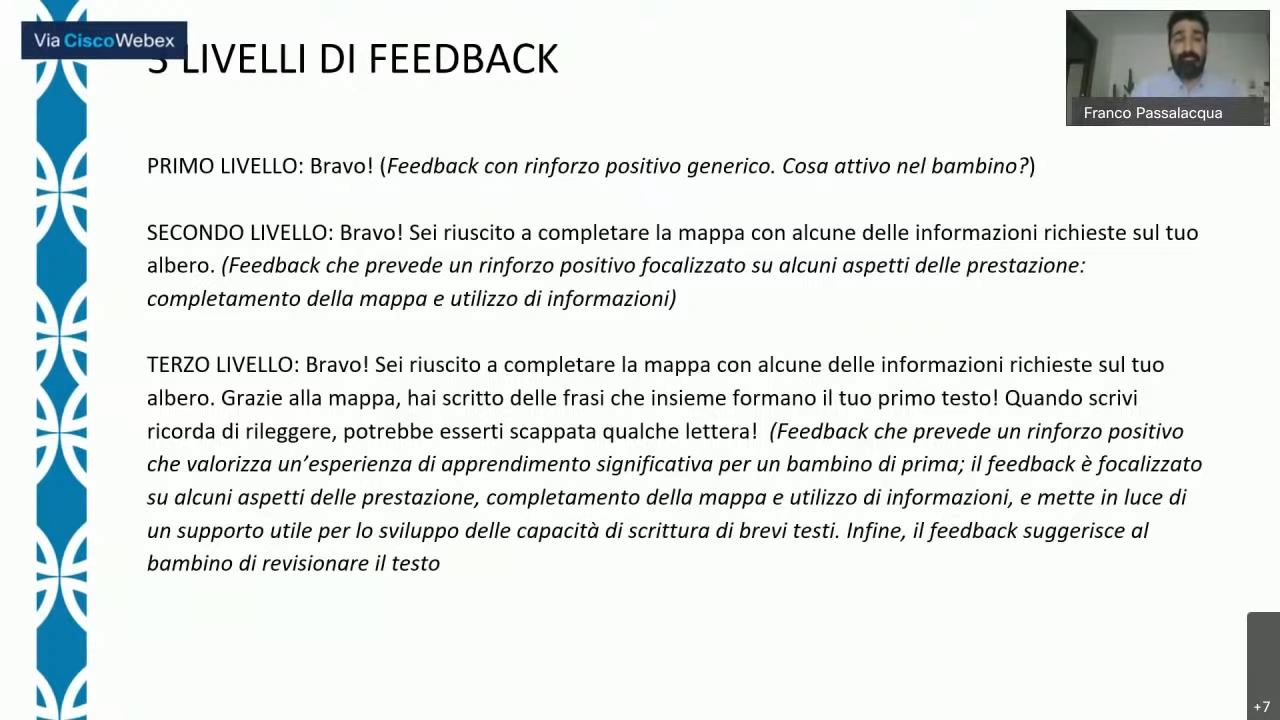 Via CiscoWebex
3 LIVELLI DI FEEDBACK
Franco Passalacqua
PRIMO LIVELLO: Bravo! (Feedback con rinforzo positivo generico. Cosa attivo nel bambino?)
SECONDO LIVELLO: Bravo! Sei riuscito a completare la mappa con alcune delle informazioni richieste sul tuo
albero. (Feedback che prevede un rinforzo positivo focalizzato su alcuni aspetti delle prestazione:
completamento della mappa e utilizzo di informazioni)
TERZO LIVELLO: Bravo! Sei riuscito a completare la mappa con alcune delle informazioni richieste sul tuo
albero. Grazie alla mappa, hai scritto delle frasi che insieme formano il tuo primo testo! Quando scrivi
ricorda di rileggere, potrebbe esserti scappata qualche lettera! (Feedback che prevede un rinforzo positivo
che valorizza un’esperienza di apprendimento significativa per un bambino di prima; il feedback è focalizzato
su alcuni aspetti delle prestazione, completamento della mappa e utilizzo di informazioni, e mette in luce di
un supporto utile per lo sviluppo delle capacità di scrittura di brevi testi. Infine, il feedback suggerisce al
bambino di revisionare il testo
+7